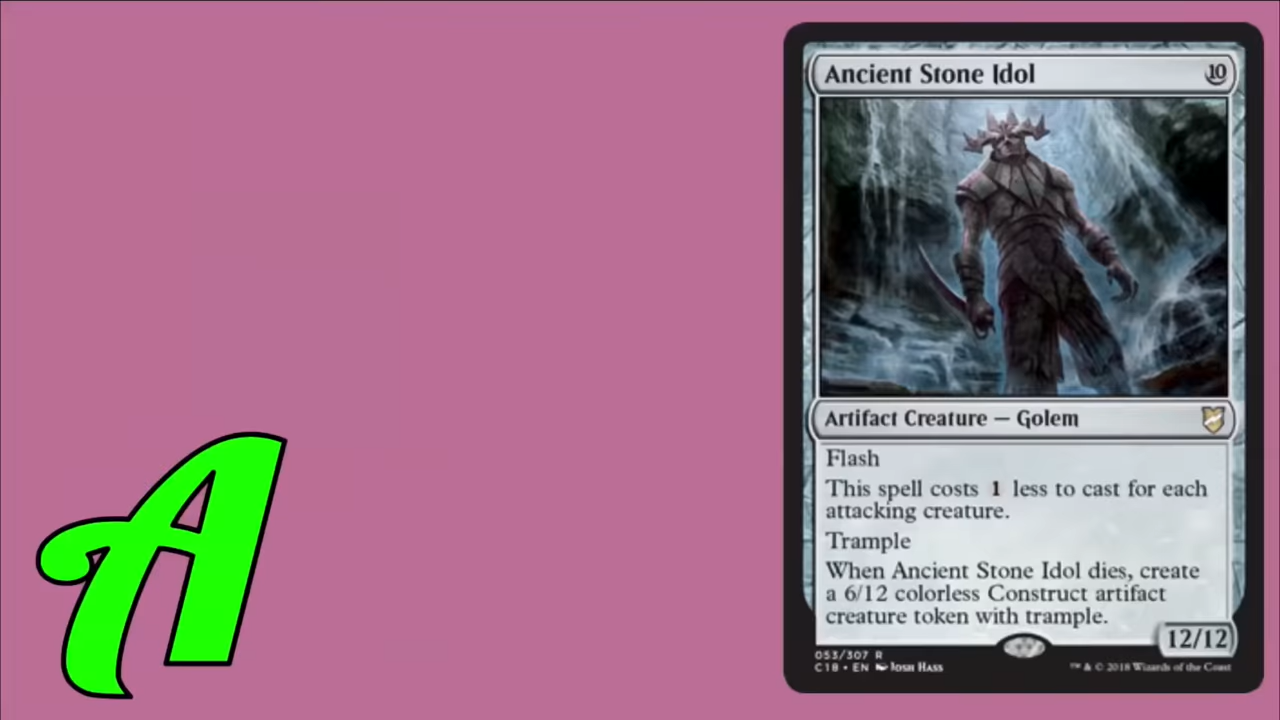 A
Ancient Stone Idol 10
Artifact Creature — Golem
Flash
This spell costs 1 less to cast for each
attacking creature.
Trample
When Ancient Stone Idol dies, create
a 6/12 colorless Construct artifact
creature token with trample.
12/12
053/307 R
C18 • EN Josh Hass
™ & © 2018 Wizards of the Coast